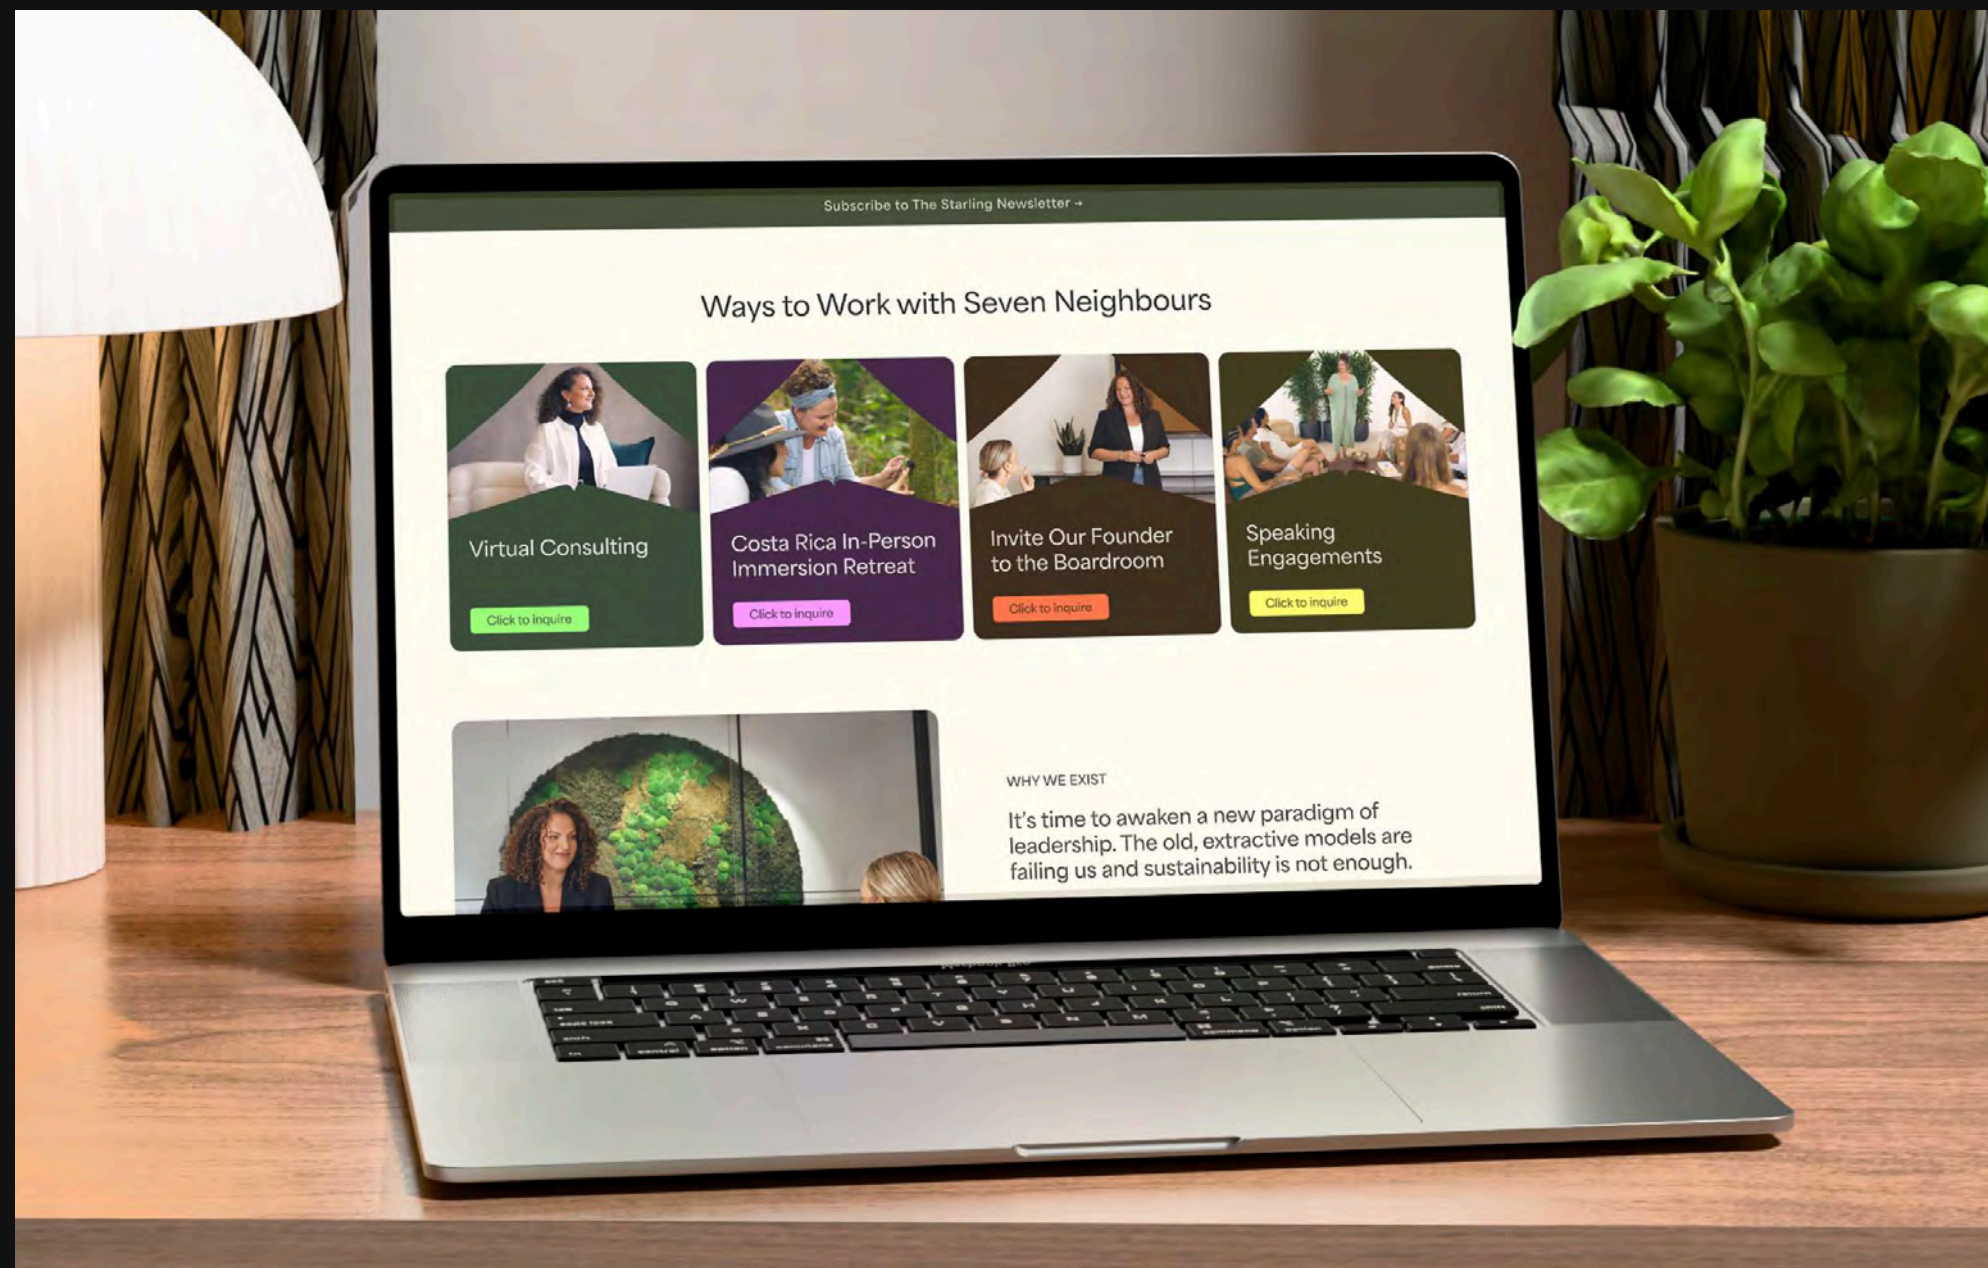 Subscribe to The Starling Newsletter →
Ways to Work with Seven Neighbours
Virtual Consulting
Click to inquire
Costa Rica In-Person
Immersion Retreat
Click to inquire
Invite Our Founder
to the Boardroom
Click to inquire
Speaking
Engagements
Click to inquire
WHY WE EXIST
It's time to awaken a new paradigm of
leadership. The old, extractive models are
failing us and sustainability is not enough.